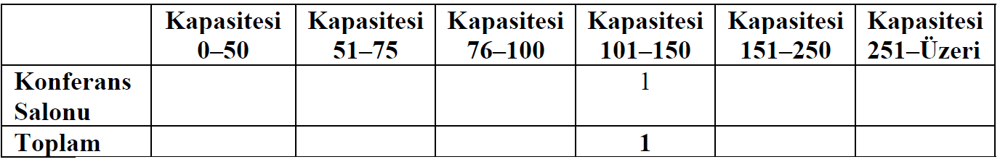 Kapasitesi Kapasitesi Kapasitesi Kapasitesi Kapasitesi Kapasitesi
0–50 51–75 76–100 101–150 151–250 251–Üzeri
Konferans 1
Salonu
Toplam 1